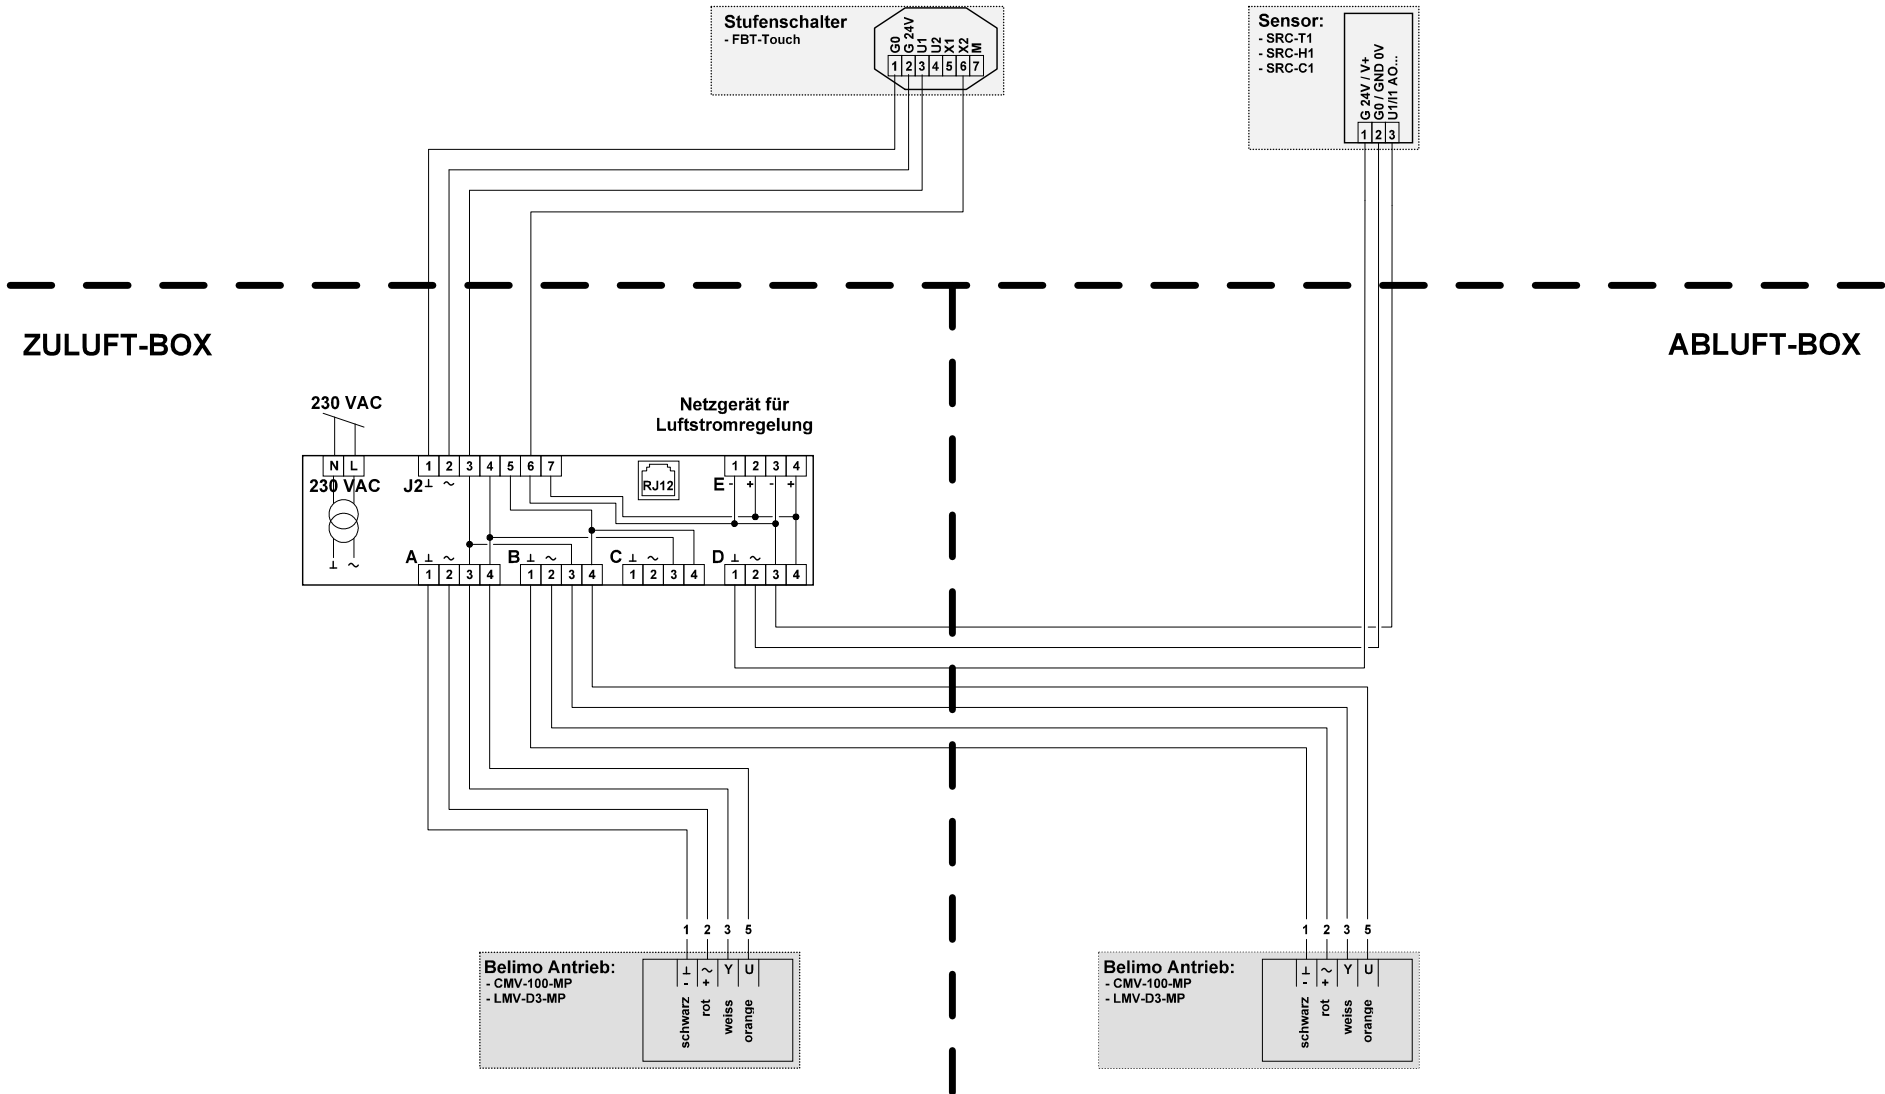 Stufenschalter
- FBT-Touch
G0
G 24V
U1
U2
X1
X2
M
1 2 3 4 5 6 7
Sensor:
- SRC-T1
- SRC-H1
- SRC-C1
G 24V / V+
G0 / GND 0V
U1/I1 AO...
1 2 3
ZULUFT-BOX
ABLUFT-BOX
230 VAC
Netzgerät für
Luftstromregelung
N L
1 2 3 4 5 6 7
1 2 3 4
230 VAC
J2 ⊥ ~
RJ12
E - + - +
⊥ ~
A ⊥ ~
B ⊥ ~
C ⊥ ~
D ⊥ ~
1 2 3 4
1 2 3 4
1 2 3 4
1 2 3 4
1 2 3 5
Belimo Antrieb:
- CMV-100-MP
- LMV-D3-MP
⊥ ~ Y U
- +
schwarz
rot
weiss
orange
1 2 3 5
Belimo Antrieb:
- CMV-100-MP
- LMV-D3-MP
⊥ ~ Y U
- +
schwarz
rot
weiss
orange